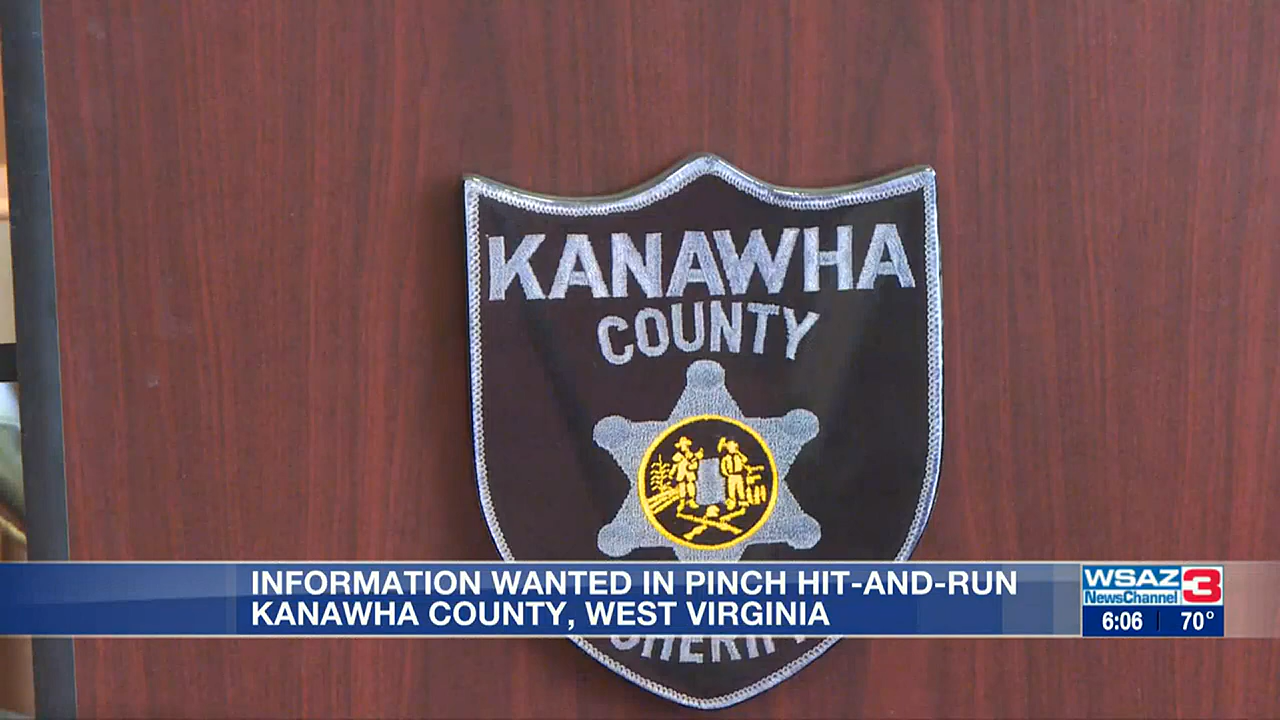 KANAWHA
COUNTY
INFORMATION WANTED IN PINCH HIT-AND-RUN
KANAWHA COUNTY, WEST VIRGINIA
WSAZ 3
NewsChannel
6:06 70°
SHERIFF